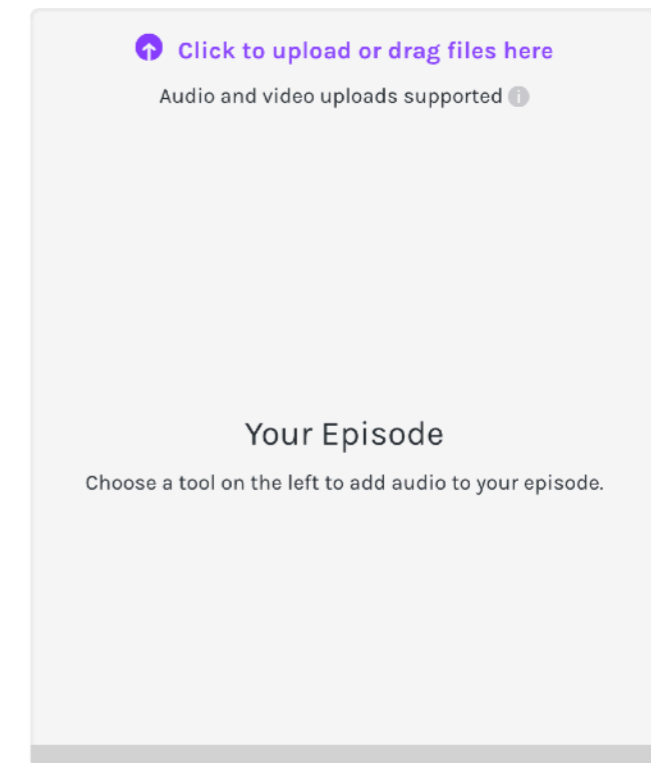 Click to upload or drag files here
Audio and video uploads supported
Your Episode
Choose a tool on the left to add audio to your episode.